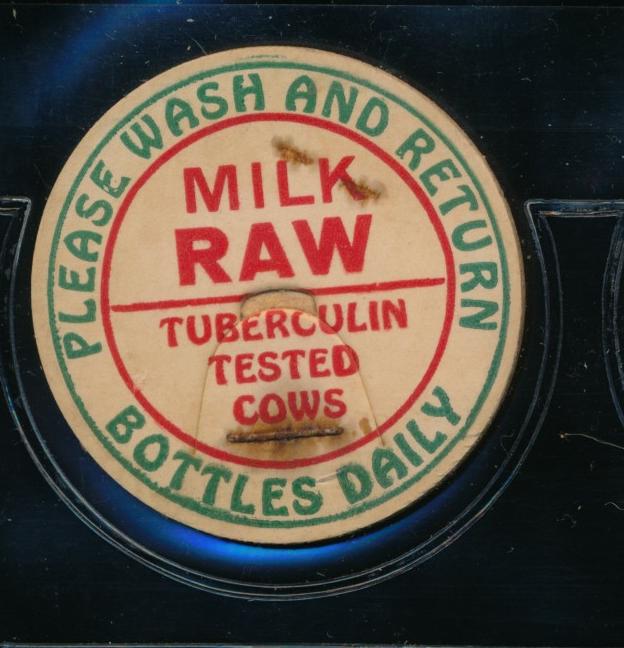 PLEASE WASH AND RETURN
BOTTLES DAILY
MILK
RAW
TUBERCULIN
TESTED
COWS